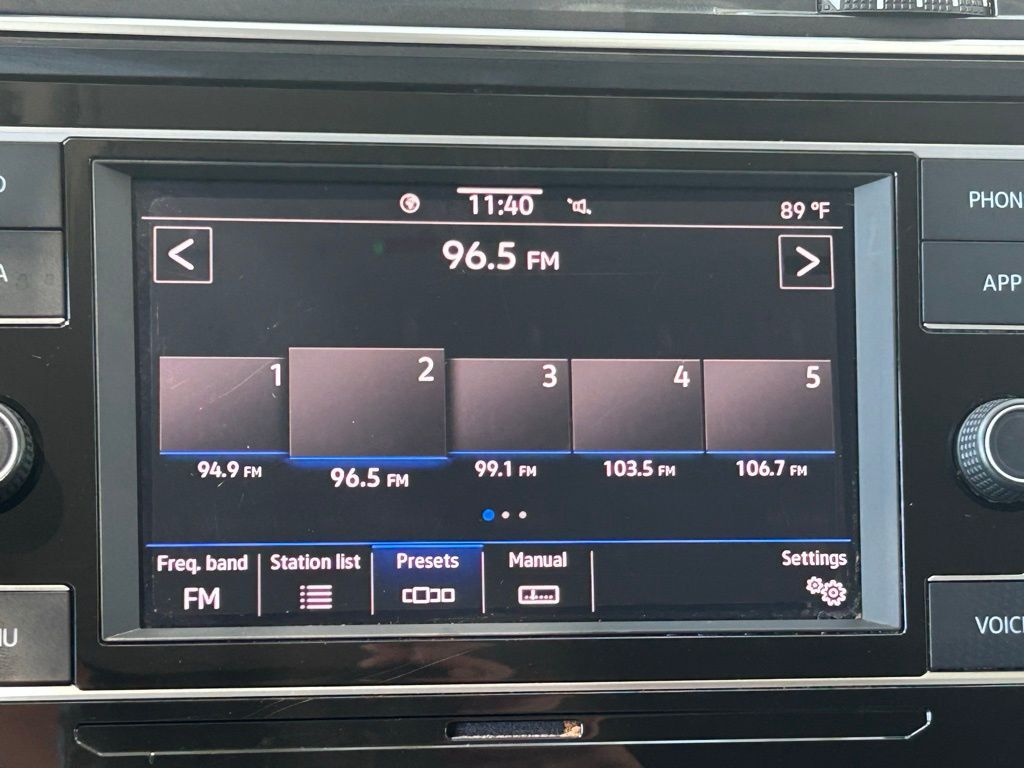 11:40
89 °F
PHON
96.5 FM
APP
1
2
3
4
5
94.9 FM
96.5 FM
99.1 FM
103.5 FM
106.7 FM
Freq. band
Station list
Presets
Manual
Settings
FM
NU
VOIC